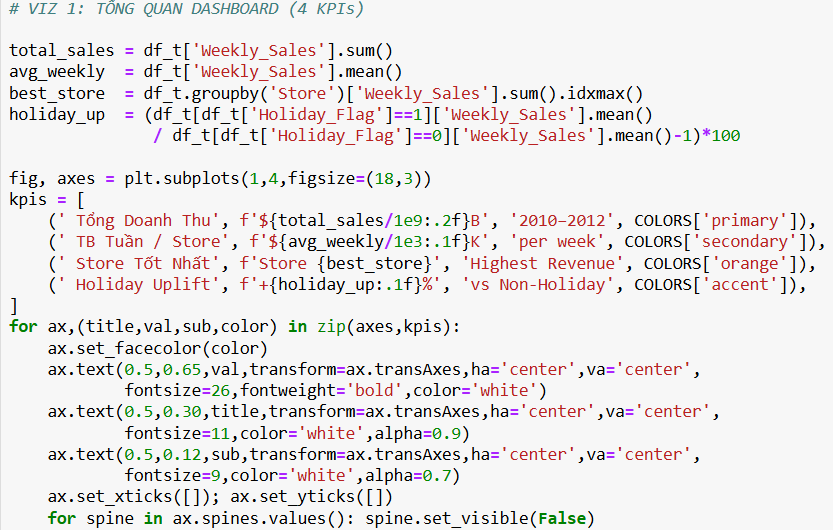 # VIZ 1: TỔNG QUAN DASHBOARD (4 KPIs)
total_sales = df_t['Weekly_Sales'].sum()
avg_weekly  = df_t['Weekly_Sales'].mean()
best_store  = df_t.groupby('Store')['Weekly_Sales'].sum().idxmax()
holiday_up  = (df_t[df_t['Holiday_Flag']==1]['Weekly_Sales'].mean()
               / df_t[df_t['Holiday_Flag']==0]['Weekly_Sales'].mean()-1)*100
fig, axes = plt.subplots(1,4,figsize=(18,3))
kpis = [
    (' Tổng Doanh Thu', f'${total_sales/1e9:.2f}B', '2010–2012', COLORS['primary']),
    (' TB Tuần / Store', f'${avg_weekly/1e3:.1f}K', 'per week', COLORS['secondary']),
    (' Store Tốt Nhất', f'Store {best_store}', 'Highest Revenue', COLORS['orange']),
    (' Holiday Uplift', f'+{holiday_up:.1f}%', 'vs Non-Holiday', COLORS['accent']),
]
for ax,(title,val,sub,color) in zip(axes,kpis):
    ax.set_facecolor(color)
    ax.text(0.5,0.65,val,transform=ax.transAxes,ha='center',va='center',
            fontsize=26,fontweight='bold',color='white')
    ax.text(0.5,0.30,title,transform=ax.transAxes,ha='center',va='center',
            fontsize=11,color='white',alpha=0.9)
    ax.text(0.5,0.12,sub,transform=ax.transAxes,ha='center',va='center',
            fontsize=9,color='white',alpha=0.7)
    ax.set_xticks([]); ax.set_yticks([])
    for spine in ax.spines.values(): spine.set_visible(False)